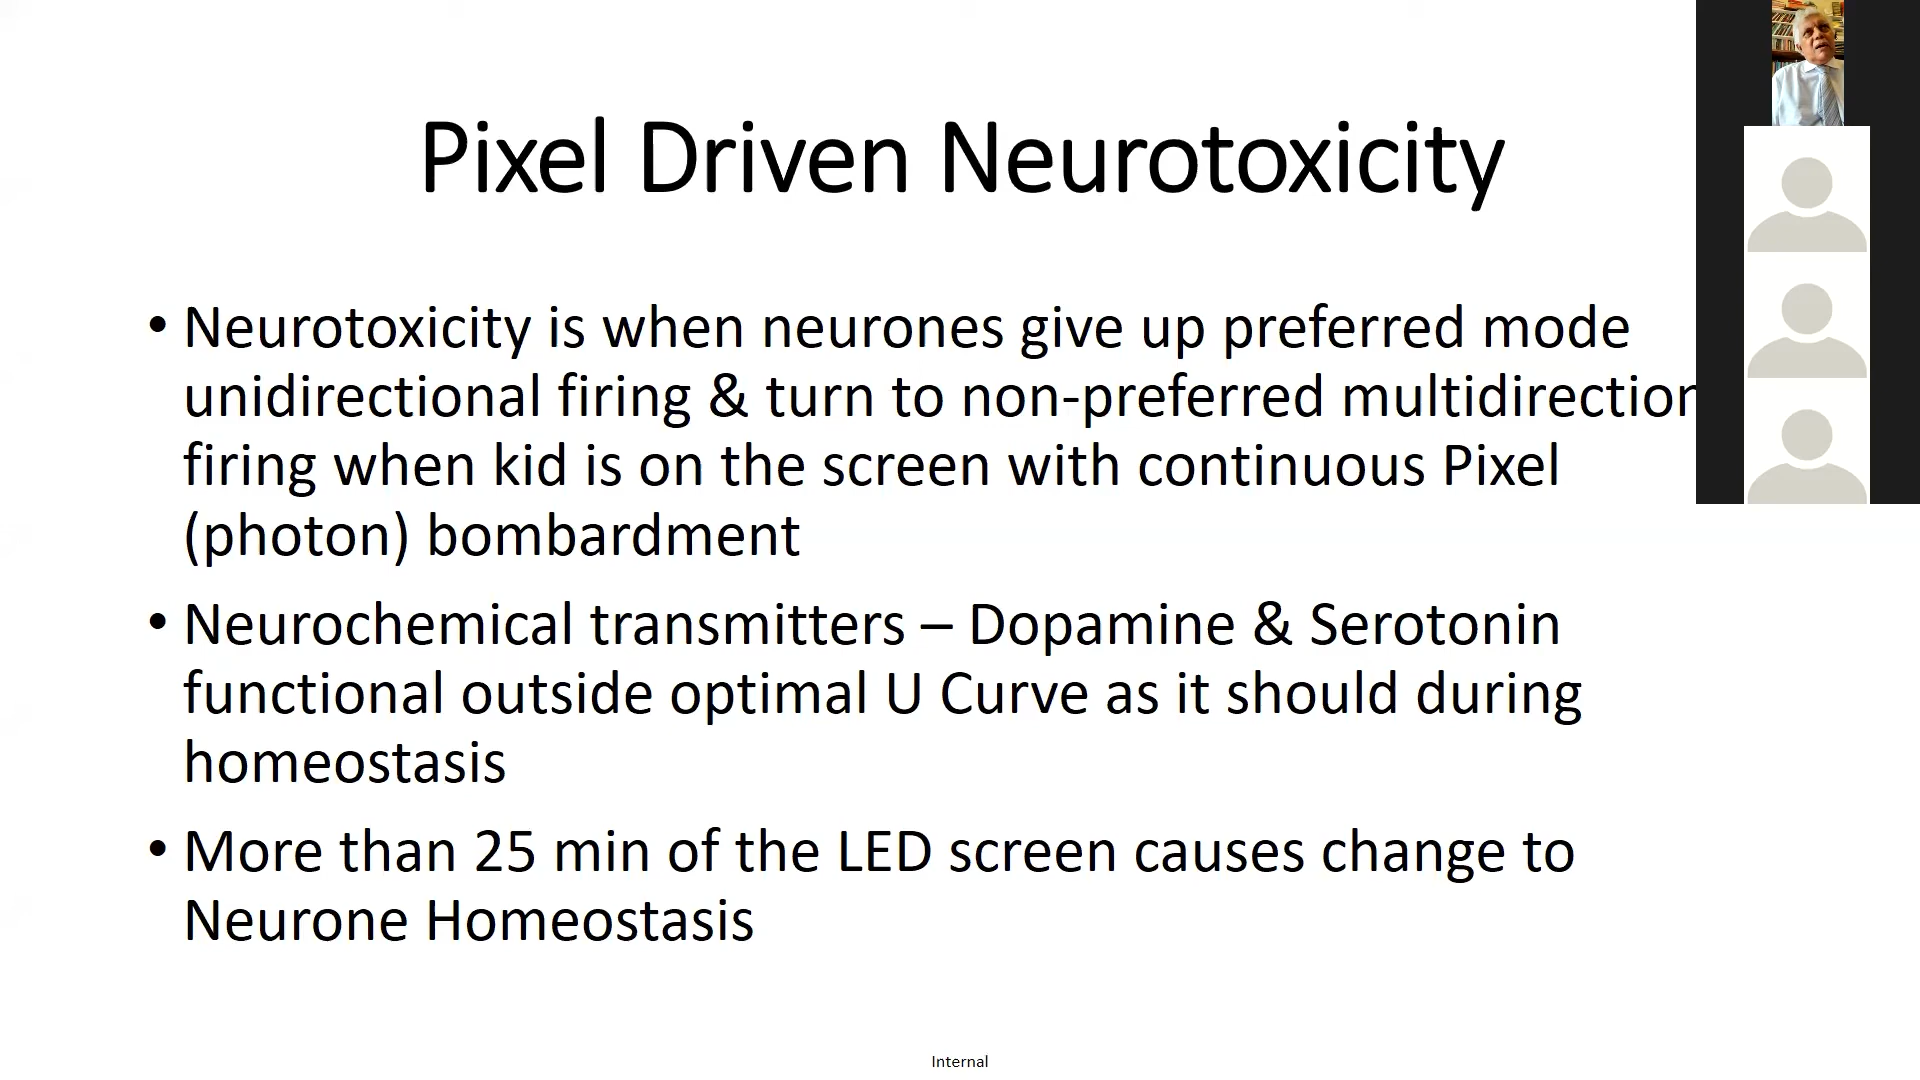 Pixel Driven Neurotoxicity
• Neurotoxicity is when neurones give up preferred mode
unidirectional firing & turn to non-preferred multidirection
firing when kid is on the screen with continuous Pixel
(photon) bombardment
• Neurochemical transmitters – Dopamine & Serotonin
functional outside optimal U Curve as it should during
homeostasis
• More than 25 min of the LED screen causes change to
Neurone Homeostasis
Internal